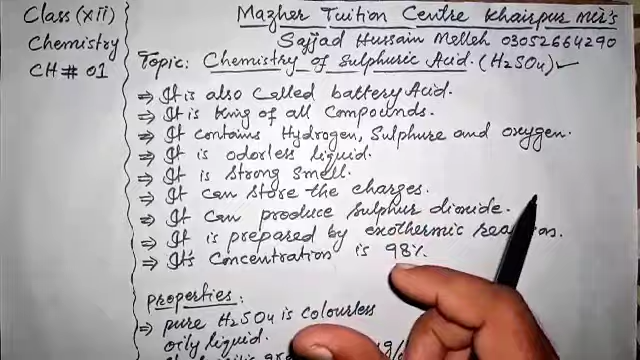 Class (xii)
Chemistry
CH # 01
Mazher Tuition Centre Khairpur Mir's
Sajjad Hussain Melleh 03052664290
Topic: Chemistry of Sulphuric Acid. (H2SO4)
⇒ It is also Called battery Acid.
⇒ It is King of all Compounds.
⇒ It contains Hydrogen, Sulphure and oxygen.
⇒ It is odorless liquid.
⇒ It is strong smell.
⇒ It can store the charges.
⇒ It can produce Sulphur dioxide.
⇒ It is prepared by exothermic
⇒ It's Concentration is 98%.
properties:
⇒ pure H2SO4 is colourless
oily liquid.